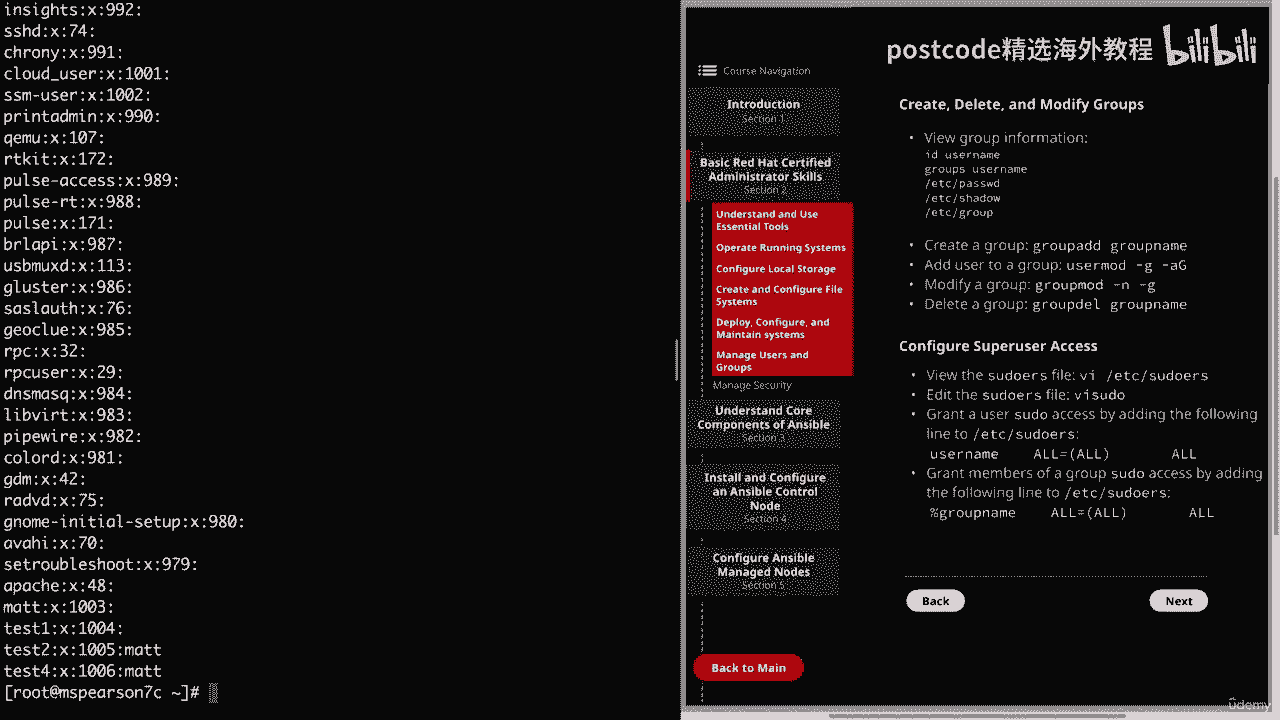 insights:x:992:
sshd:x:74:
chrony:x:991:
cloud_user:x:1001:
ssm-user:x:1002:
printadmin:x:990:
qemu:x:107:
rtkit:x:172:
pulse-access:x:989:
pulse-rt:x:988:
pulse:x:171:
brlapi:x:987:
usbmuxd:x:113:
gluster:x:986:
usclauth:x:76:
geoclue:x:985:
rpc:x:32:
rpcuser:x:29:
unbound:x:984:
libvirt:x:983:
pipewire:x:982:
colord:x:981:
gdm:x:42:
radvd:x:75:
gnome-initial-setup:x:980:
avahi:x:70:
setroubleshoot:x:979:
apache:x:48:
matt:x:1003:
test1:x:1004:
test2:x:1005:matt
test4:x:1006:matt
[root@mspearson7c ~]#
postcode精选海外教程 bilibili
Course Navigation
Introduction
Section 1
Basic Red Hat Certified
Administrator Skills
Section 2
Understand and Use
Essential Tools
Operate Running Systems
Configure Local Storage
Create and Configure File
Systems
Deploy, Configure, and
Maintain systems
Manage Users and
Groups
Manage Security
Understand Core
Components of Ansible
Section 3
Install and Configure
an Ansible Control
Node
Section 4
Configure Ansible
Managed Nodes
Section 5
Back to Main
Create, Delete, and Modify Groups
• View group information:
id username
groups username
/etc/passwd
/etc/shadow
/etc/group
• Create a group: groupadd groupname
• Add user to a group: usermod -g -aG
• Modify a group: groupmod -n -g
• Delete a group: groupdel groupname
Configure Superuser Access
• View the sudoers file: vi /etc/sudoers
• Edit the sudoers file: visudo
• Grant a user sudo access by adding the following
line to /etc/sudoers:
username ALL=(ALL) ALL
• Grant members of a group sudo access by adding
the following line to /etc/sudoers:
%groupname ALL=(ALL) ALL
Back
Next
ûdemy